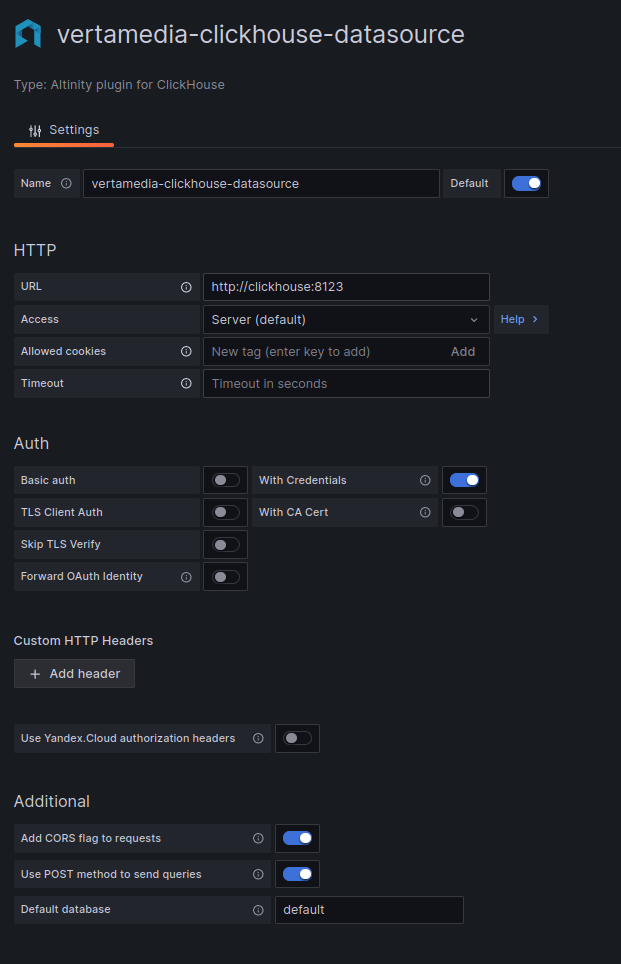 vertamedia-clickhouse-datasource
Type: Altinity plugin for ClickHouse
Settings
Name vertamedia-clickhouse-datasource Default
HTTP
URL http://clickhouse:8123
Access Server (default) Help
Allowed cookies New tag (enter key to add) Add
Timeout Timeout in seconds
Auth
Basic auth With Credentials
TLS Client Auth With CA Cert
Skip TLS Verify
Forward OAuth Identity
Custom HTTP Headers
+ Add header
Use Yandex.Cloud authorization headers
Additional
Add CORS flag to requests
Use POST method to send queries
Default database default